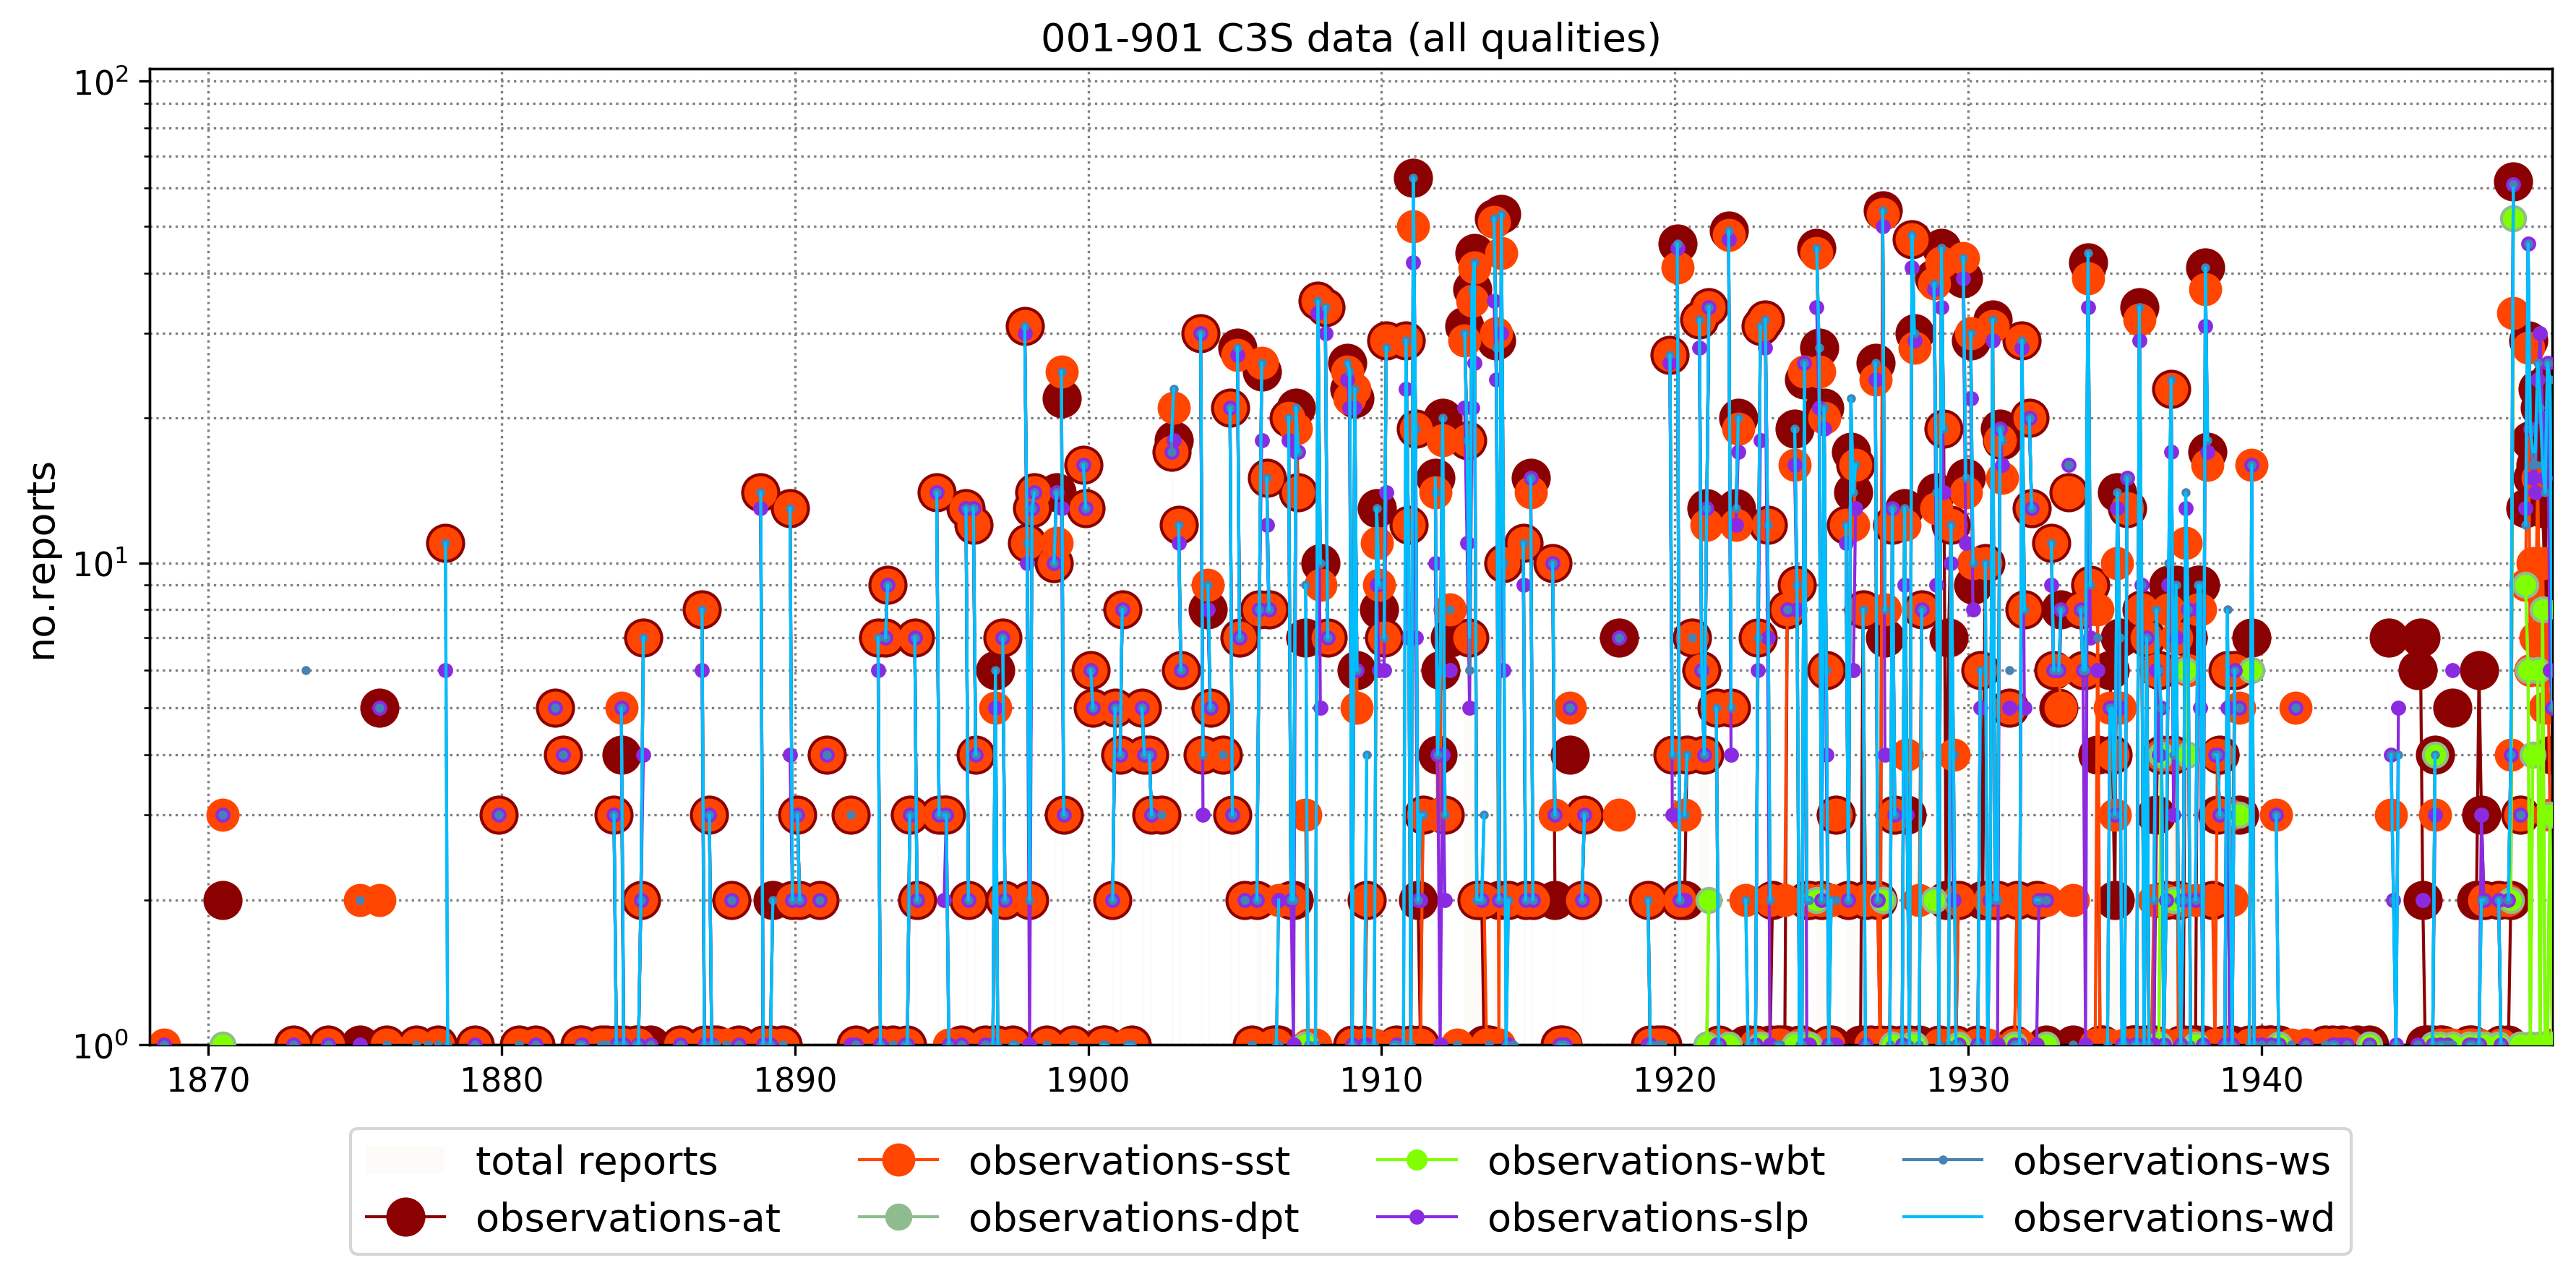 001-901 C3S data (all qualities)
no.reports
10²
10¹
10⁰
1870 1880 1890 1900 1910 1920 1930 1940
total reports observations-sst observations-wbt observations-ws
observations-at observations-dpt observations-slp observations-wd